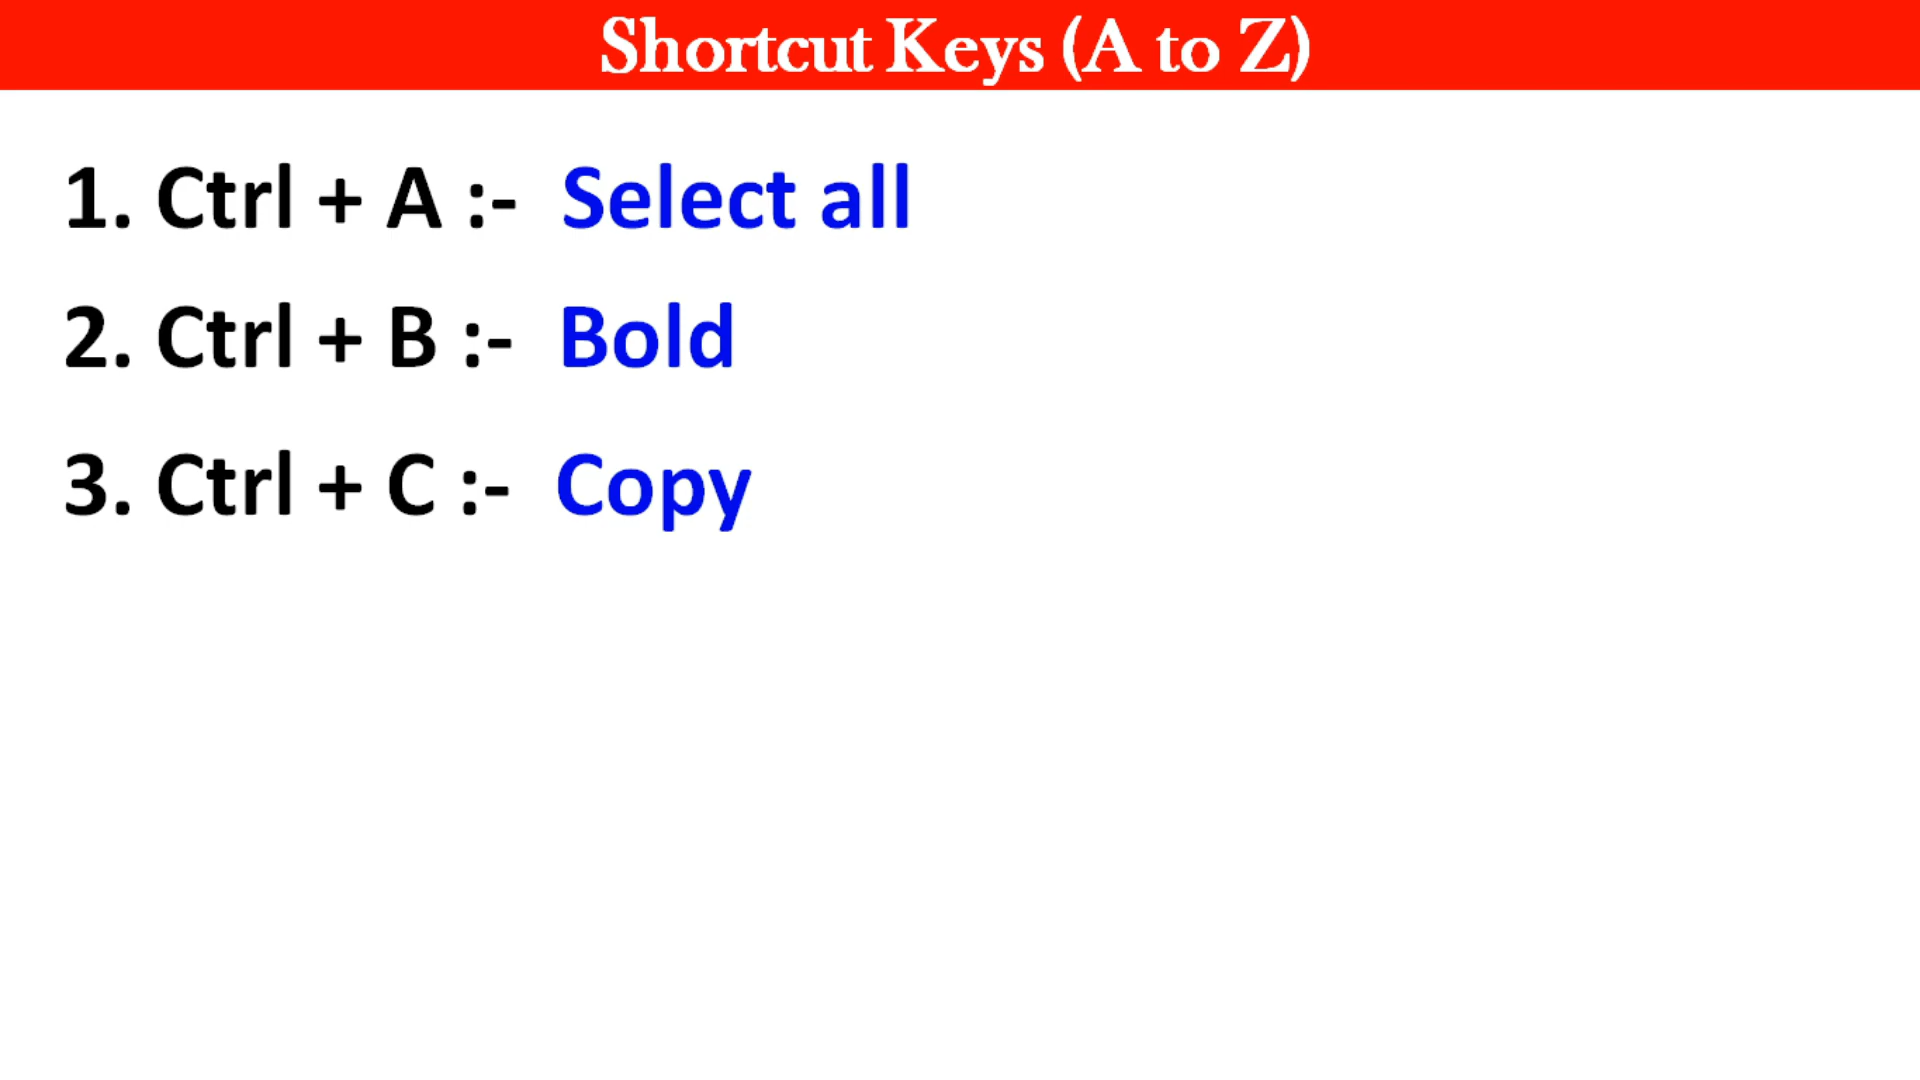 Shortcut Keys (A to Z)
1. Ctrl + A :- Select all
2. Ctrl + B :- Bold
3. Ctrl + C :- Copy